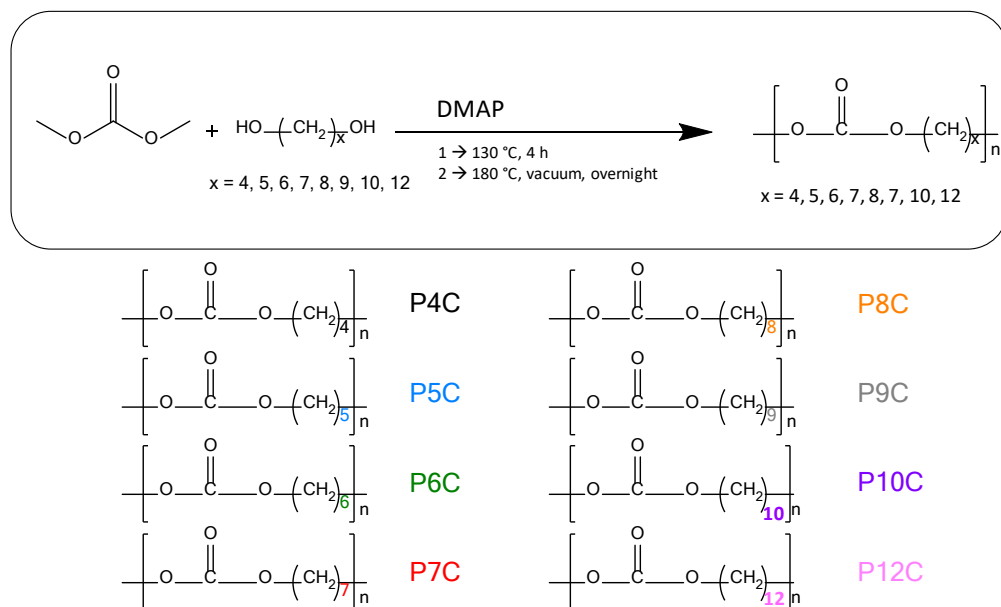 O
O O + HO (CH2)x OH
DMAP
1 → 130 °C, 4 h
2 → 180 °C, vacuum, overnight
x = 4, 5, 6, 7, 8, 9, 10, 12
O
O C O (CH2)x n
x = 4, 5, 6, 7, 8, 7, 10, 12
O
O C O (CH2)4 n P4C
O
O C O (CH2)8 n P8C
O
O C O (CH2)5 n P5C
O
O C O (CH2)9 n P9C
O
O C O (CH2)6 n P6C
O
O C O (CH2)10 n P10C
O
O C O (CH2)7 n P7C
O
O C O (CH2)12 n P12C